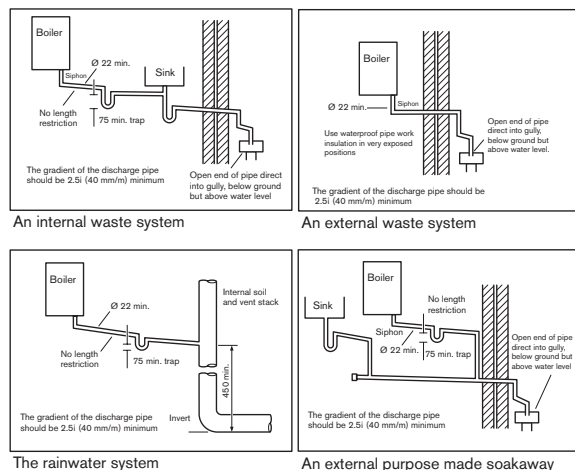 Boiler
Siphon
Ø 22 min.
Sink
No length
restriction
75 min. trap
The gradient of the discharge pipe
should be 2.5i (40 mm/m) minimum
Open end of pipe direct
into gully, below ground
but above water level
An internal waste system
Boiler
Ø 22 min.
Siphon
Use waterproof pipe work
insulation in very exposed
positions
Open end of pipe
direct into gully,
below ground
but above
water level.
The gradient of the discharge pipe should be
2.5i (40 mm/m) minimum
An external waste system
Boiler
Ø 22 min.
No length
restriction
75 min. trap
Internal soil
and vent stack
450 min.
The gradient of the discharge pipe
should be 2.5i (40 mm/m) minimum
Invert
The rainwater system
Sink
Boiler
No length
restriction
Siphon
Ø 22 min.
75 min. trap
Open end of pipe
direct into gully,
below ground but
above water level
The gradient of the discharge pipe
should be 2.5i (40 mm/m) minimum
An external purpose made soakaway